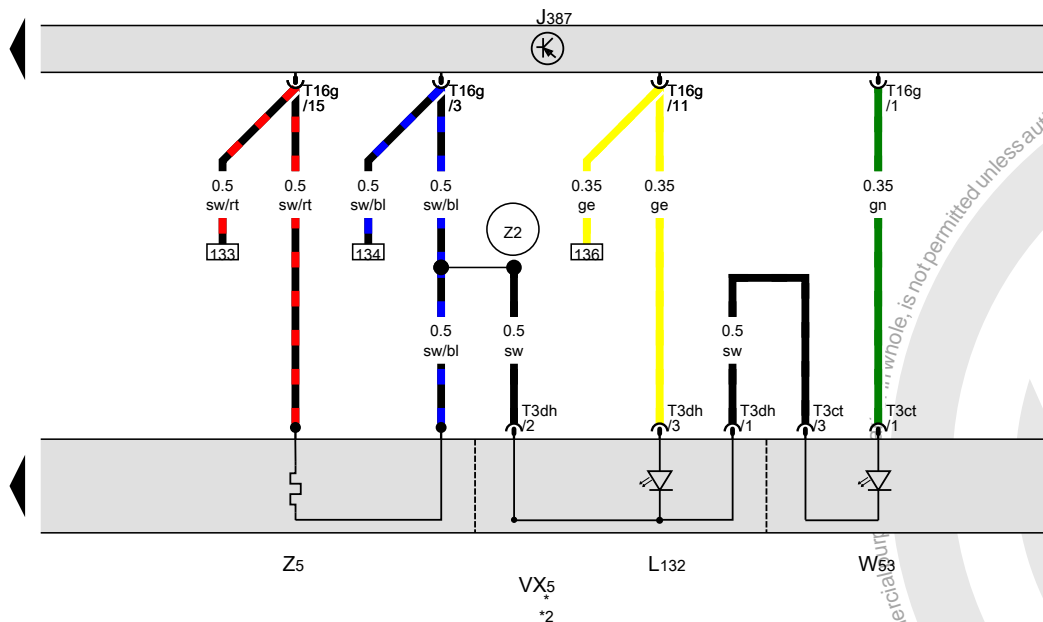 J387
T16g
/15
T16g
/3
T16g
/11
T16g
/1
0.5
sw/rt
0.5
sw/rt
0.5
sw/bl
0.5
sw/bl
0.35
ge
0.35
ge
0.35
gn
133
134
Z2
136
0.5
sw/bl
0.5
sw
0.5
sw
T3dh
/2
T3dh
/3
T3dh
/1
T3ct
/3
T3ct
/1
Z5
L132
W53
VX5
*
*2
in whole, is not permitted unless